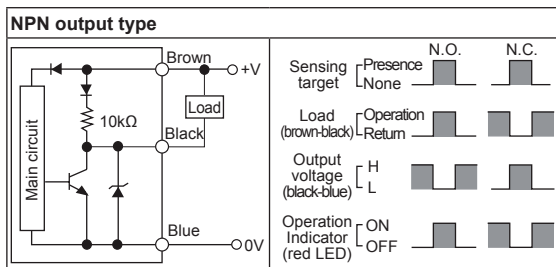 NPN output type
Brown
+V
Load
10kΩ
Black
Main circuit
Blue
0V
N.O. N.C.
Sensing target
Presence
None
Load
(brown-black)
Operation
Return
Output voltage
(black-blue)
H
L
Operation Indicator
(red LED)
ON
OFF